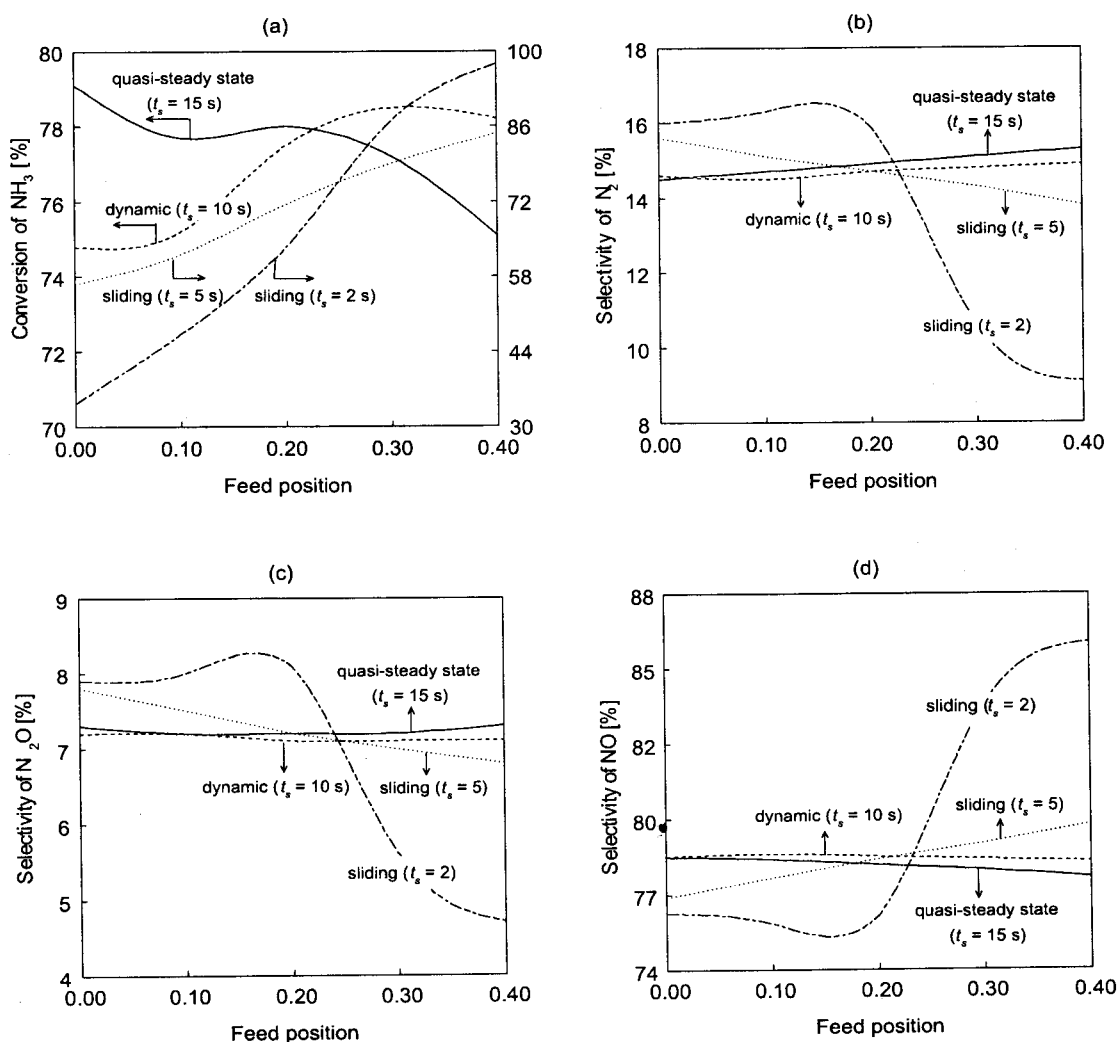 (a)
80
78
77
75
74
72
71
70
100
86
72
58
44
30
quasi-steady state
(tₛ = 15 s)
dynamic (tₛ = 10 s)
sliding (tₛ = 5 s)
sliding (tₛ = 2 s)
0.00 0.10 0.20 0.30 0.40
Conversion of NH₃ [%]
Feed position
(b)
18
16
14
12
10
8
quasi-steady state
(tₛ = 15 s)
dynamic (tₛ = 10 s)
sliding (tₛ = 5)
sliding (tₛ = 2)
0.00 0.10 0.20 0.30 0.40
Selectivity of N₂ [%]
Feed position
(c)
9
8
7
6
5
4
quasi-steady state
(tₛ = 15 s)
dynamic (tₛ = 10 s)
sliding (tₛ = 5)
sliding (tₛ = 2)
0.00 0.10 0.20 0.30 0.40
Selectivity of N₂O [%]
Feed position
(d)
88
85
82
80
77
74
sliding (tₛ = 2)
sliding (tₛ = 5)
dynamic (tₛ = 10 s)
quasi-steady state
(tₛ = 15 s)
0.00 0.10 0.20 0.30 0.40
Selectivity of NO [%]
Feed position